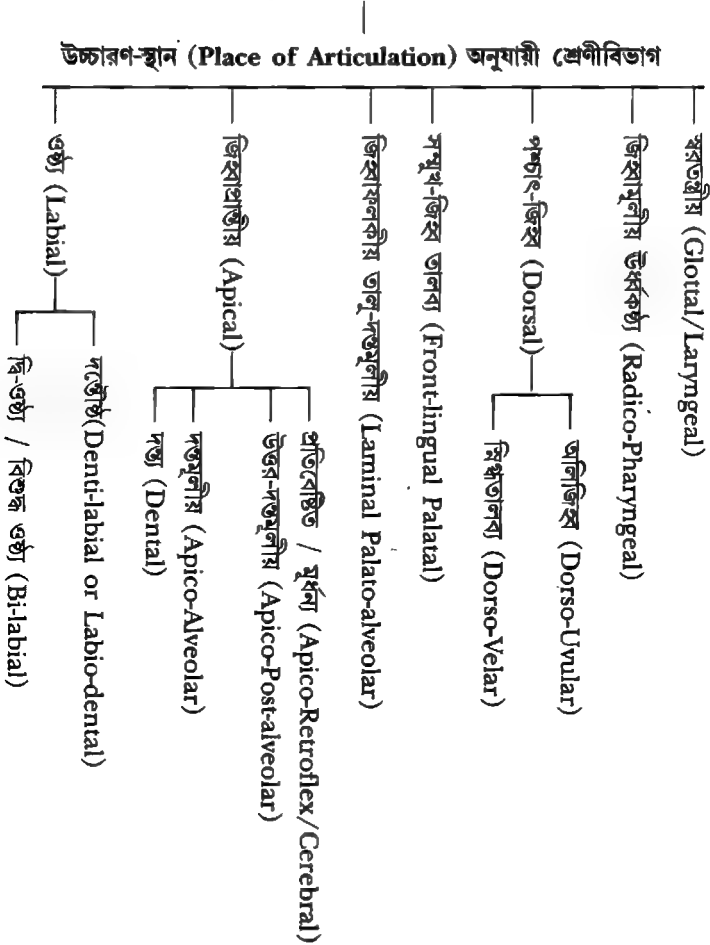 উচ্চারণ-স্থান (Place of Articulation) অনুযায়ী শ্রেণীবিভাগ
স্বরতন্ত্রীয় (Glottal/Laryngeal)
জিহ্বামূলীয় ঊর্ধ্বকণ্ঠ্য (Radico-Pharyngeal)
পশ্চাৎ-জিহ্ব (Dorsal)
অলিজিহ্ব (Dorso-Uvular)
স্নিগ্ধতালব্য (Dorso-Velar)
সম্মুখ-জিহ্ব তালব্য (Front-lingual Palatal)
জিহ্বাফলকীয় তালু-দন্তমূলীয় (Laminal Palato-alveolar)
জিহ্বাপ্রান্তীয় (Apical)
প্রতিবেষ্টিত / মূর্ধন্য (Apico-Retroflex/Cerebral)
উত্তর-দন্তমূলীয় (Apico-Post-alveolar)
দন্তমূলীয় (Apico-Alveolar)
দন্ত্য (Dental)
ওষ্ঠ্য (Labial)
দন্তৌষ্ঠ্য(Denti-labial or Labio-dental)
দ্বি-ওষ্ঠ্য / বিশুদ্ধ ওষ্ঠ্য (Bi-labial)